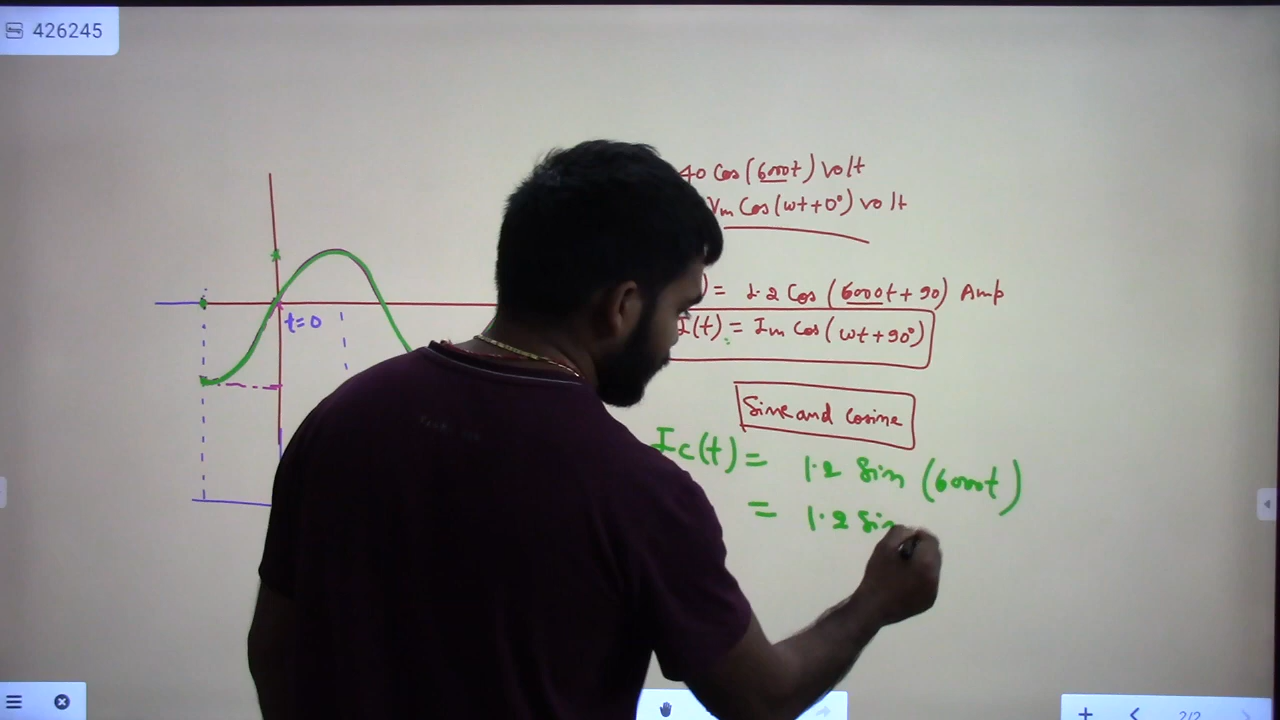 426245
40 Cos(6000t) volt
Vm Cos(ωt+0°) volt
) = 1.2 Cos (6000t+90) Amp
t=0
I(t) = Im Cos(ωt+90°)
Sine and cosine
Ic(t) = 1.2 Sin (6000t)
= 1.2 Sin
2/2